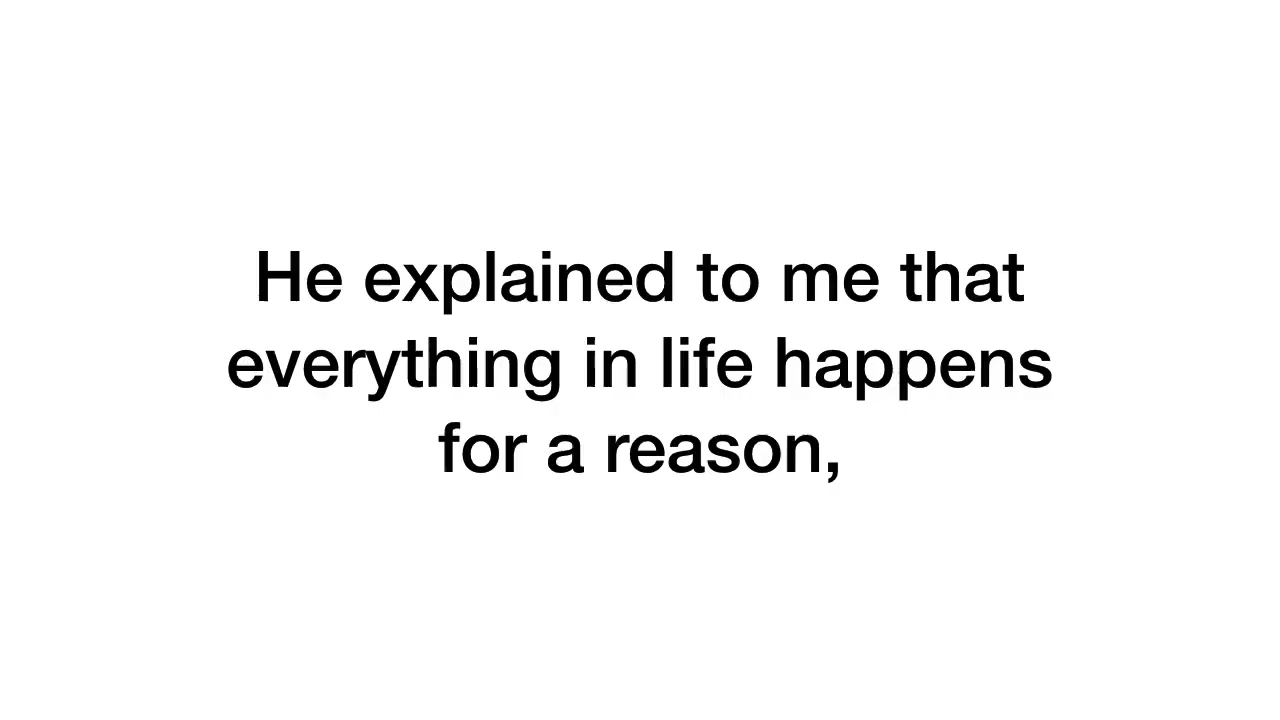 He explained to me that
everything in life happens
for a reason,